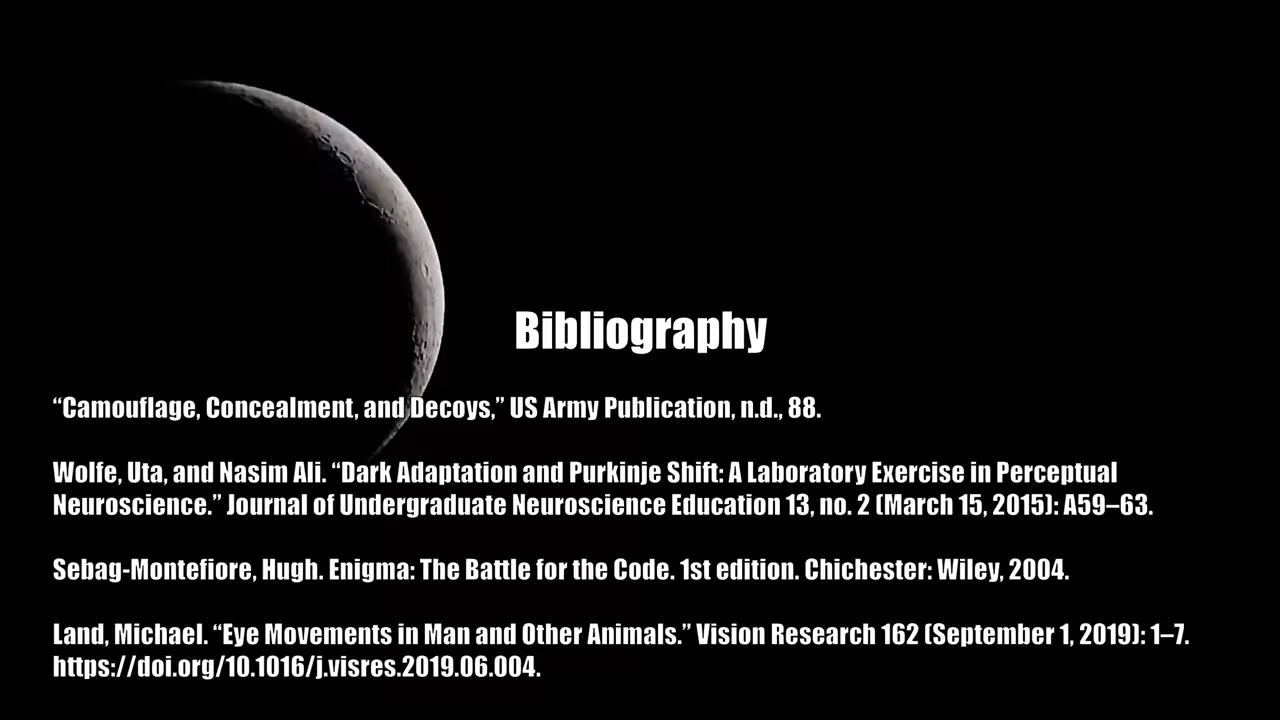 Bibliography
“Camouflage, Concealment, and Decoys,” US Army Publication, n.d., 88.
Wolfe, Uta, and Nasim Ali. “Dark Adaptation and Purkinje Shift: A Laboratory Exercise in Perceptual
Neuroscience.” Journal of Undergraduate Neuroscience Education 13, no. 2 (March 15, 2015): A59–63.
Sebag-Montefiore, Hugh. Enigma: The Battle for the Code. 1st edition. Chichester: Wiley, 2004.
Land, Michael. “Eye Movements in Man and Other Animals.” Vision Research 162 (September 1, 2019): 1–7.
https://doi.org/10.1016/j.visres.2019.06.004.